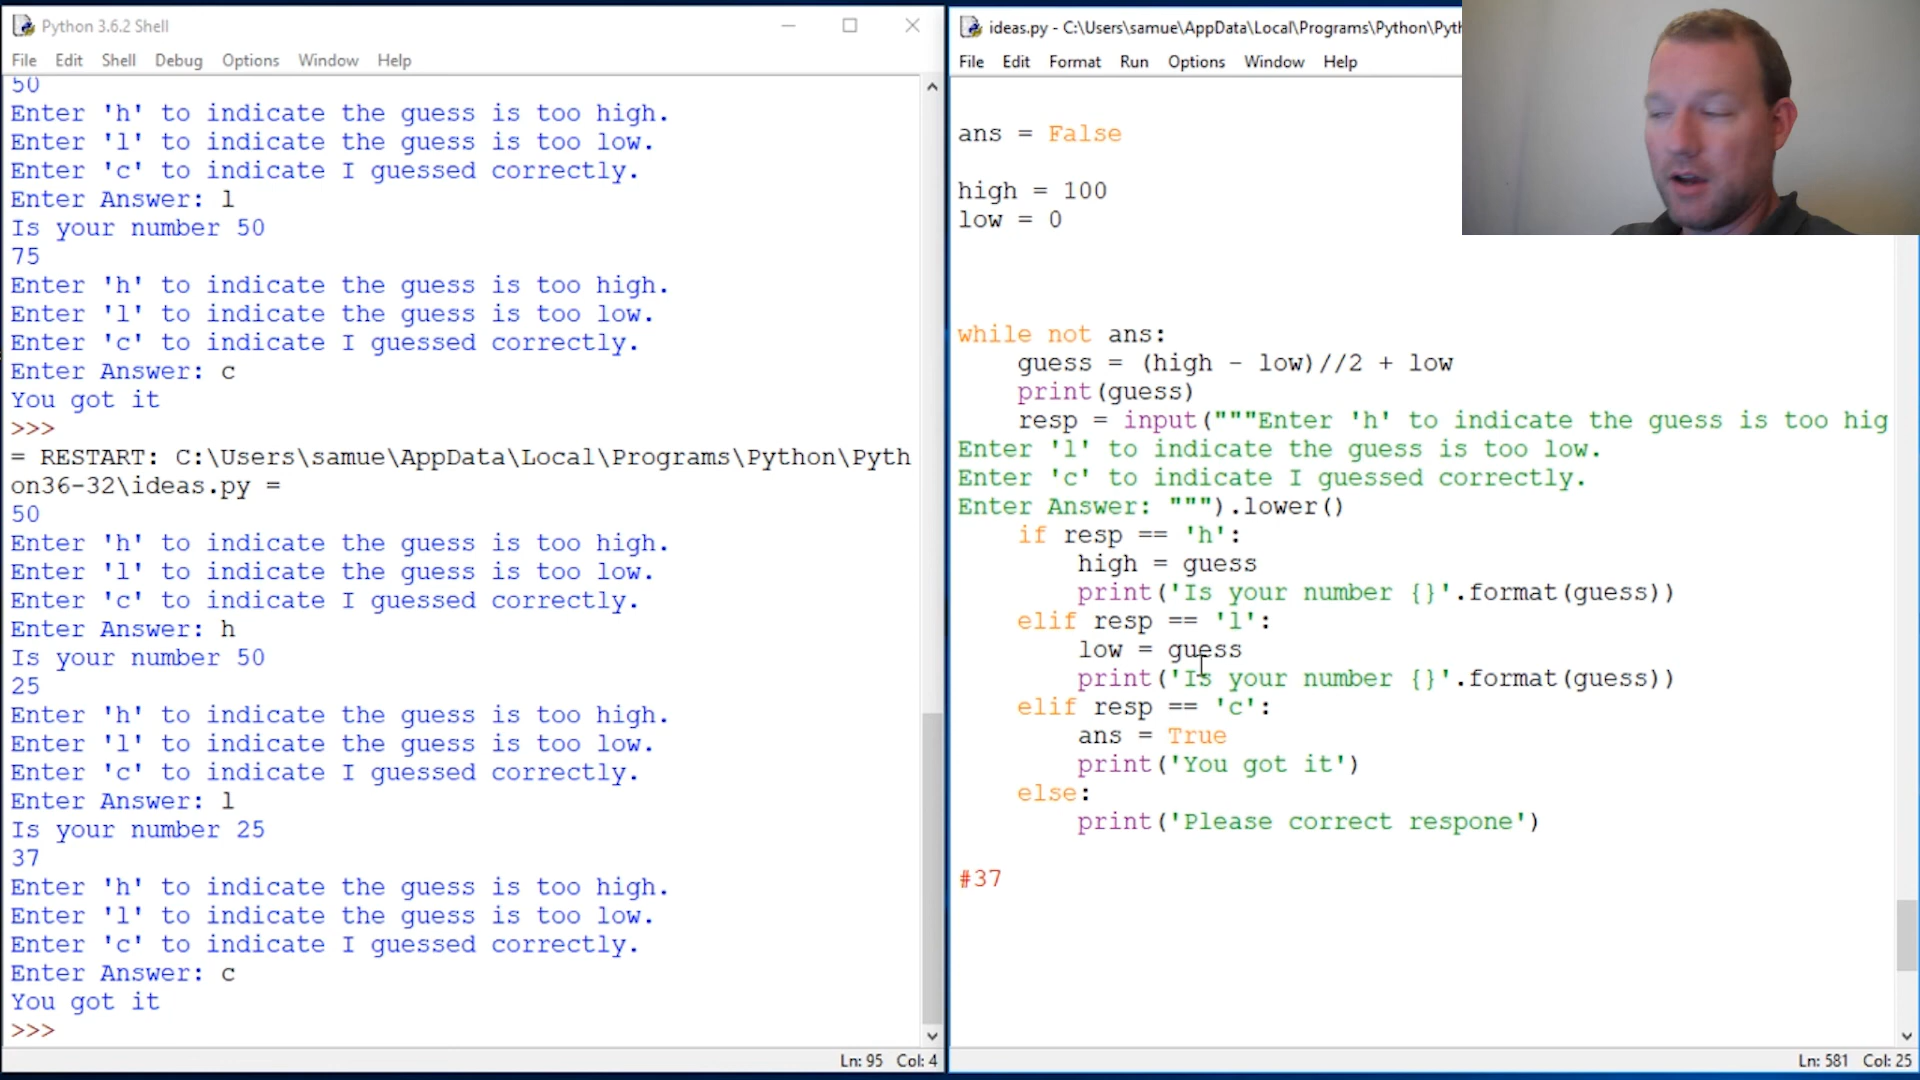 Python 3.6.2 Shell
File Edit Shell Debug Options Window Help
50
Enter 'h' to indicate the guess is too high.
Enter 'l' to indicate the guess is too low.
Enter 'c' to indicate I guessed correctly.
Enter Answer: l
Is your number 50
75
Enter 'h' to indicate the guess is too high.
Enter 'l' to indicate the guess is too low.
Enter 'c' to indicate I guessed correctly.
Enter Answer: c
You got it
>>>
= RESTART: C:\Users\samue\AppData\Local\Programs\Python\Pyth
on36-32\ideas.py =
50
Enter 'h' to indicate the guess is too high.
Enter 'l' to indicate the guess is too low.
Enter 'c' to indicate I guessed correctly.
Enter Answer: h
Is your number 50
25
Enter 'h' to indicate the guess is too high.
Enter 'l' to indicate the guess is too low.
Enter 'c' to indicate I guessed correctly.
Enter Answer: l
Is your number 25
37
Enter 'h' to indicate the guess is too high.
Enter 'l' to indicate the guess is too low.
Enter 'c' to indicate I guessed correctly.
Enter Answer: c
You got it
>>>
Ln: 95 Col: 4
ideas.py - C:\Users\samue\AppData\Local\Programs\Python\Pyth
File Edit Format Run Options Window Help
ans = False
high = 100
low = 0
while not ans:
    guess = (high - low)//2 + low
    print(guess)
    resp = input("""Enter 'h' to indicate the guess is too hig
Enter 'l' to indicate the guess is too low.
Enter 'c' to indicate I guessed correctly.
Enter Answer: """).lower()
    if resp == 'h':
        high = guess
        print('Is your number {}'.format(guess))
    elif resp == 'l':
        low = guess
        print('Is your number {}'.format(guess))
    elif resp == 'c':
        ans = True
        print('You got it')
    else:
        print('Please correct respone')
#37
Ln: 581 Col: 25